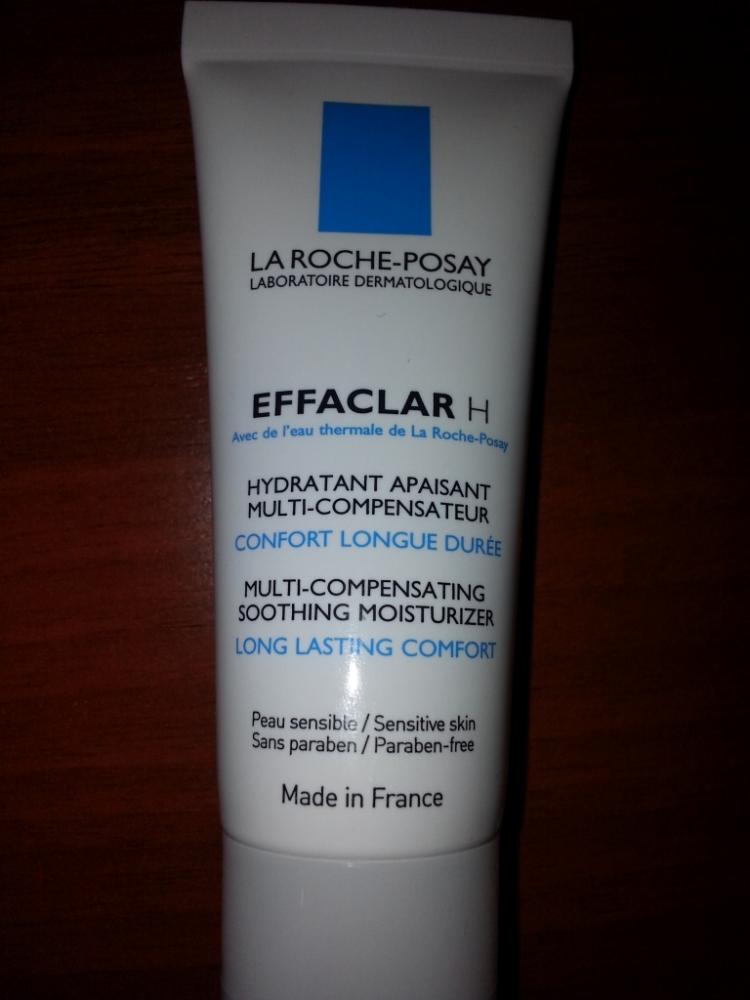 LA ROCHE-POSAY
LABORATOIRE DERMATOLOGIQUE
EFFACLAR H
Avec de l'eau thermale de La Roche-Posay
HYDRATANT APAISANT
MULTI-COMPENSATEUR
CONFORT LONGUE DURÉE
MULTI-COMPENSATING
SOOTHING MOISTURIZER
LONG LASTING COMFORT
Peau sensible / Sensitive skin
Sans paraben / Paraben-free
Made in France